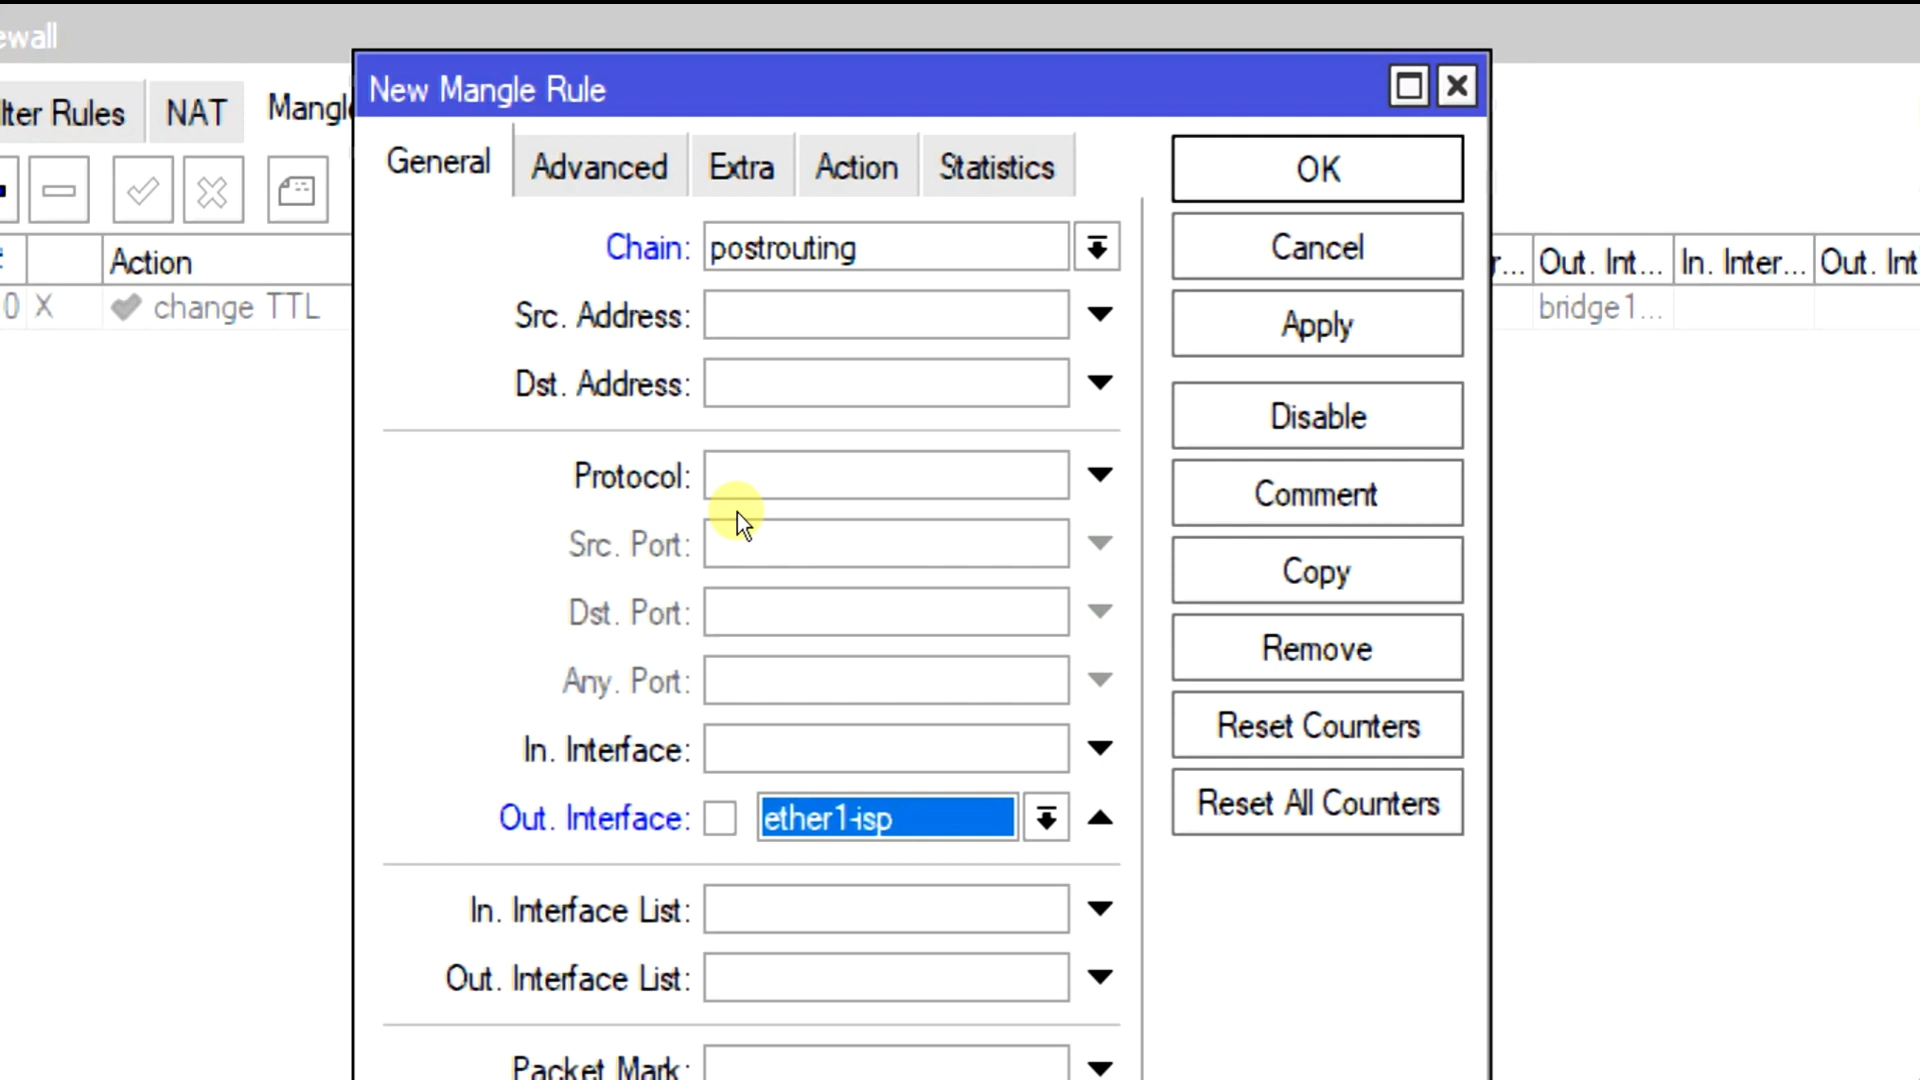 ewall
New Mangle Rule
lter Rules
NAT
Mangle
General
Advanced
Extra
Action
Statistics
OK
Chain:
postrouting
Cancel
Action
r...
Out. Int...
In. Inter...
Out. Int
0
X
change TTL
Src. Address:
Apply
bridge1...
Dst. Address:
Disable
Protocol:
Comment
Src. Port:
Copy
Dst. Port:
Remove
Any. Port:
Reset Counters
In. Interface:
Out. Interface:
ether1-isp
Reset All Counters
In. Interface List:
Out. Interface List:
Packet Mark: